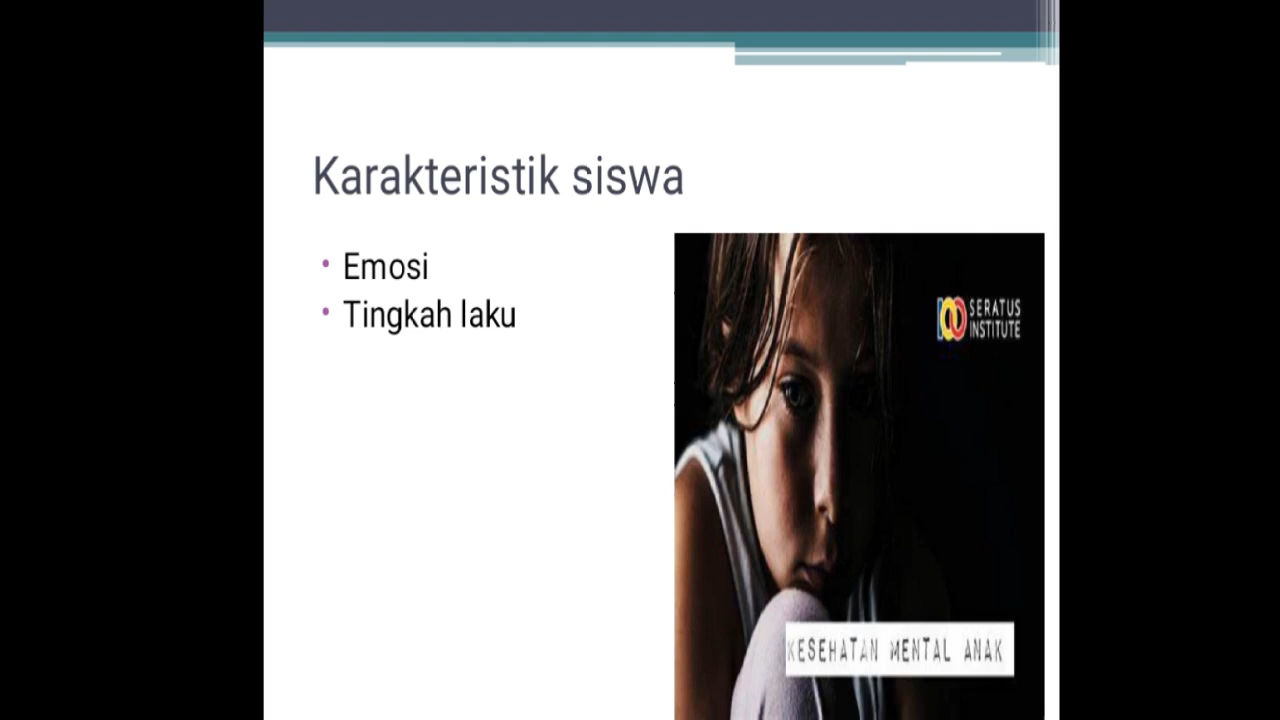 Karakteristik siswa
• Emosi
• Tingkah laku
SERATUS
INSTITUTE
KESEHATAN MENTAL ANAK